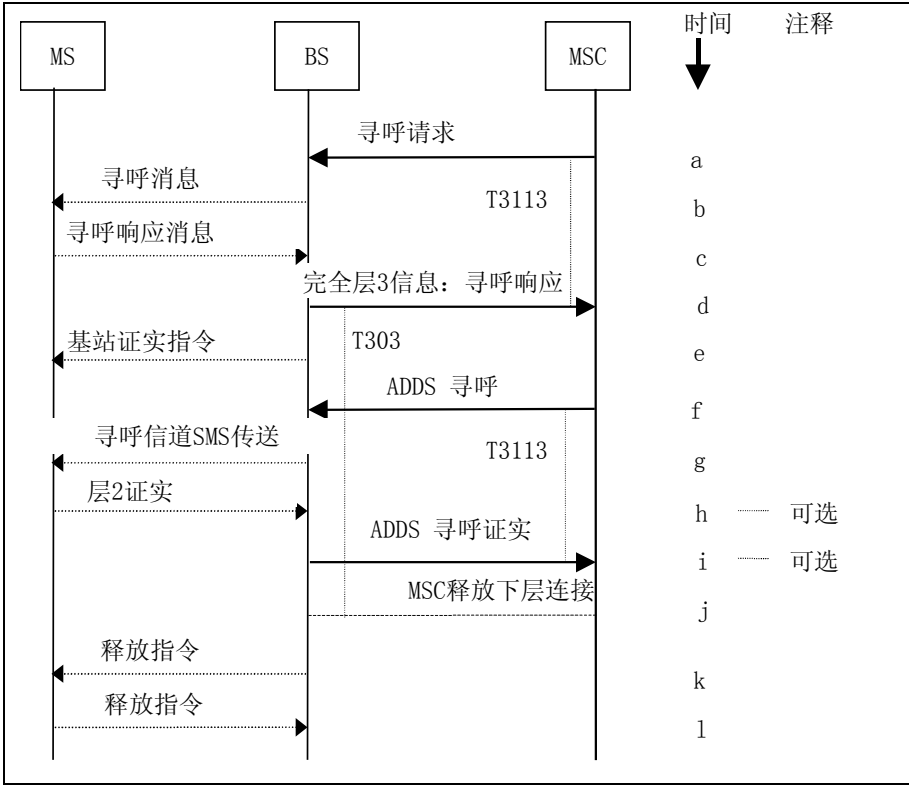 时间 注释
MS BS MSC
寻呼请求
a
寻呼消息
T3113
b
寻呼响应消息
c
完全层3信息：寻呼响应
d
基站证实指令
T303
e
ADDS 寻呼
f
寻呼信道SMS传送
T3113
g
层2证实
h 可选
ADDS 寻呼证实
i 可选
MSC释放下层连接
j
释放指令
k
释放指令
l